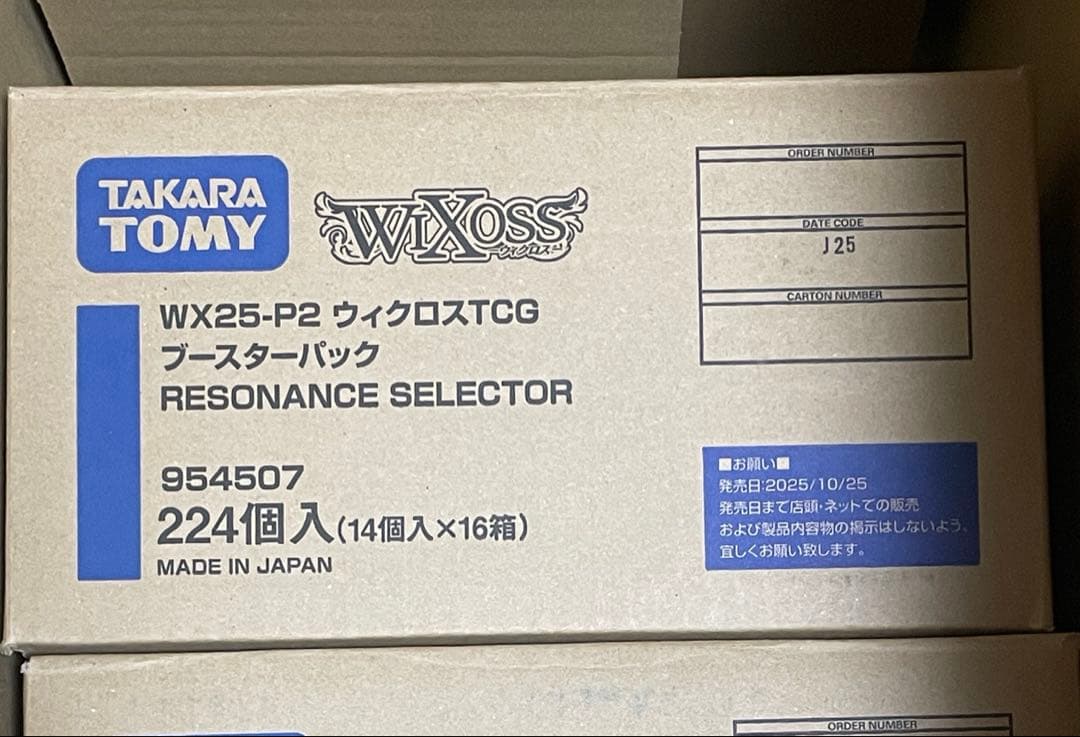 TAKARA
TOMY
WIXOSS
ウィクロス
WX25-P2 ウィクロスTCG
ブースターパック
RESONANCE SELECTOR
954507
224個入(14個入×16箱)
MADE IN JAPAN
ORDER NUMBER
DATE CODE
J25
CARTON NUMBER
■お願い■
発売日:2025/10/25
発売日まで店頭・ネットでの販売
および製品内容物の掲示はしないよう、
宜しくお願い致します。
ORDER NUMBER